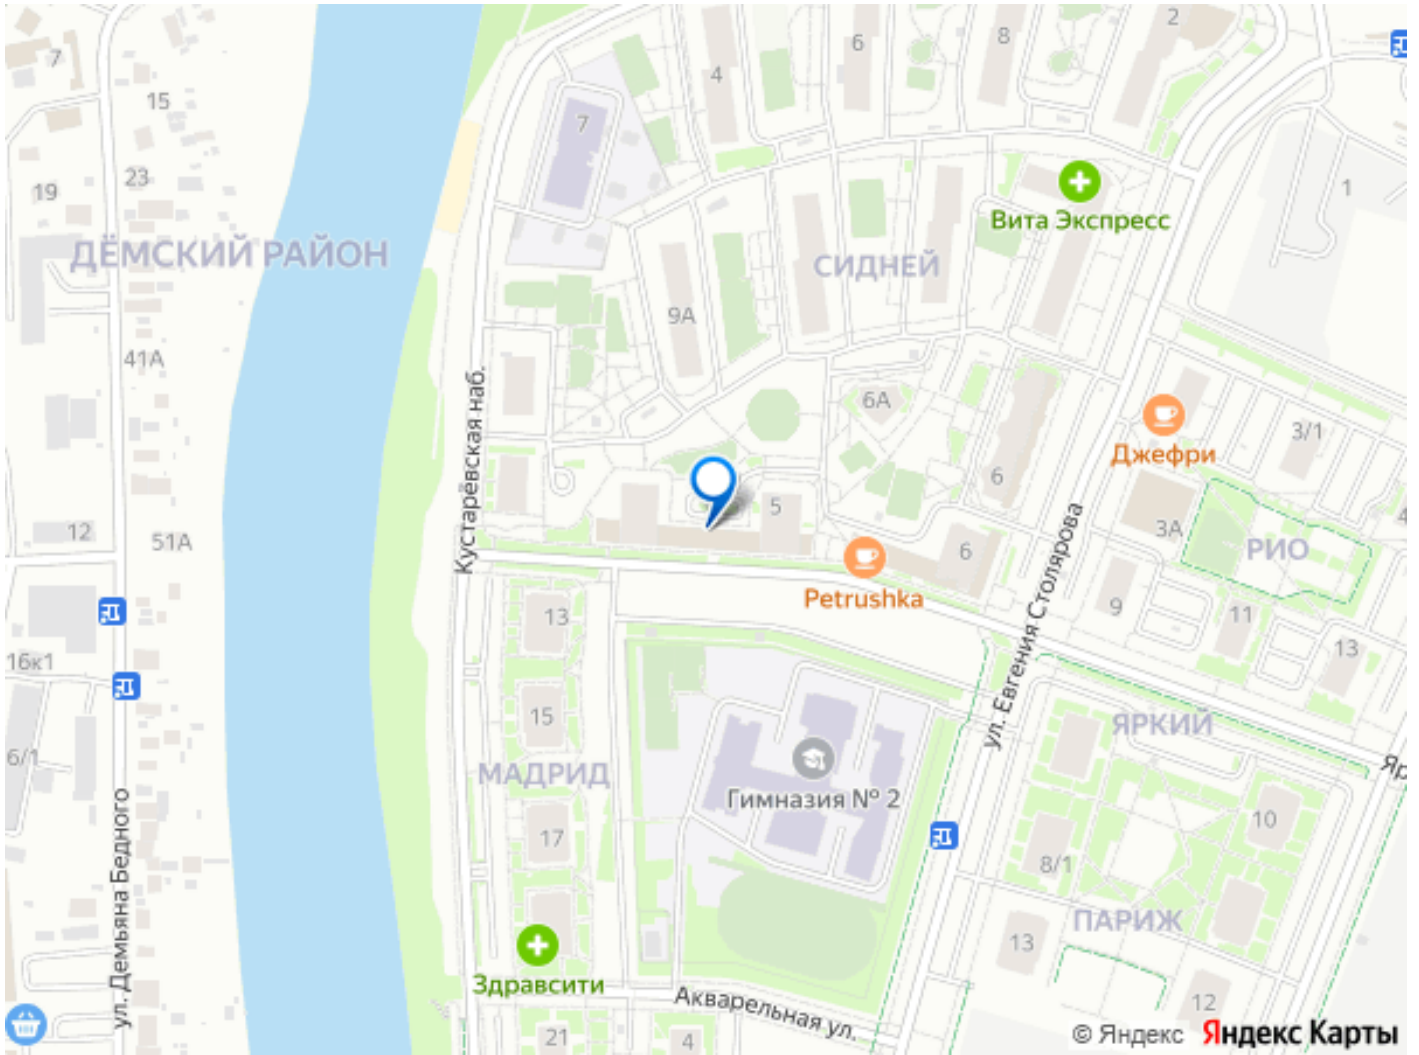 2
6
8
7
4
15
7
23
19
1
Вита Экспресс
ДЁМСКИЙ РАЙОН
СИДНЕЙ
9А
41А
Кустарёвская наб.
6А
Джефри
3/1
6
5
12
51А
3А
4
РИО
6
Petrushka
9
11
13
ул. Евгения Столярова
13
16к1
15
ЯРКИЙ
6/1
МАДРИД
Яр
Гимназия № 2
17
10
8/1
ул. Демьяна Бедного
ПАРИЖ
13
Здравсити
Акварельная ул.
12
21
4
© Яндекс Яндекс Карты